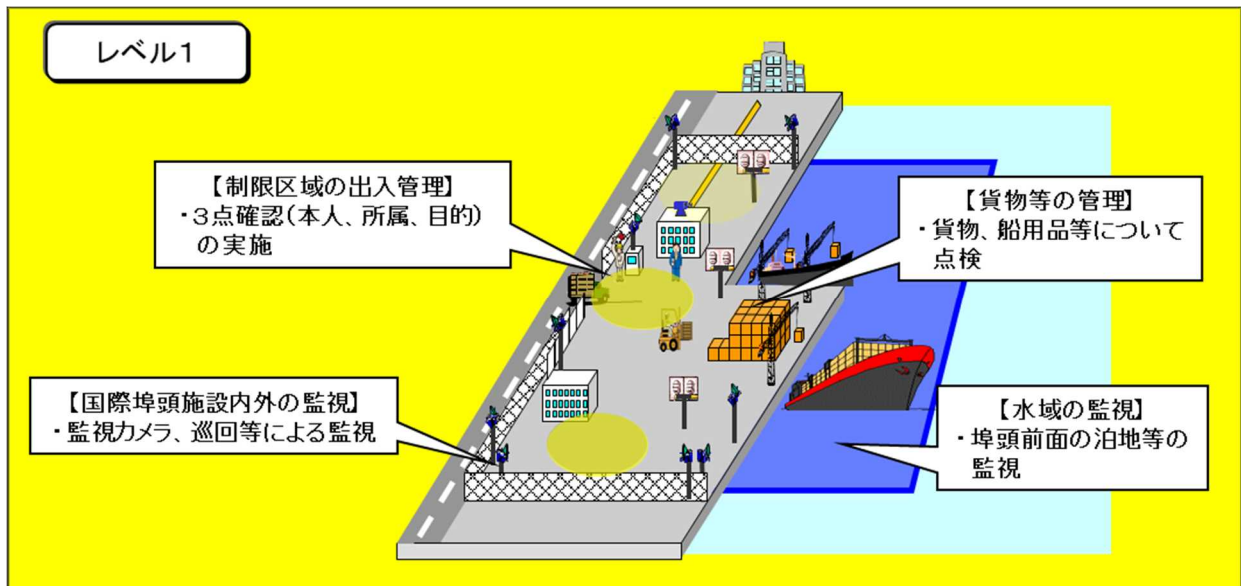 レベル１
【制限区域の出入管理】
・３点確認（本人、所属、目的）
の実施
【貨物等の管理】
・貨物、船用品等について
点検
【国際埠頭施設内外の監視】
・監視カメラ、巡回等による監視
【水域の監視】
・埠頭前面の泊地等の
監視